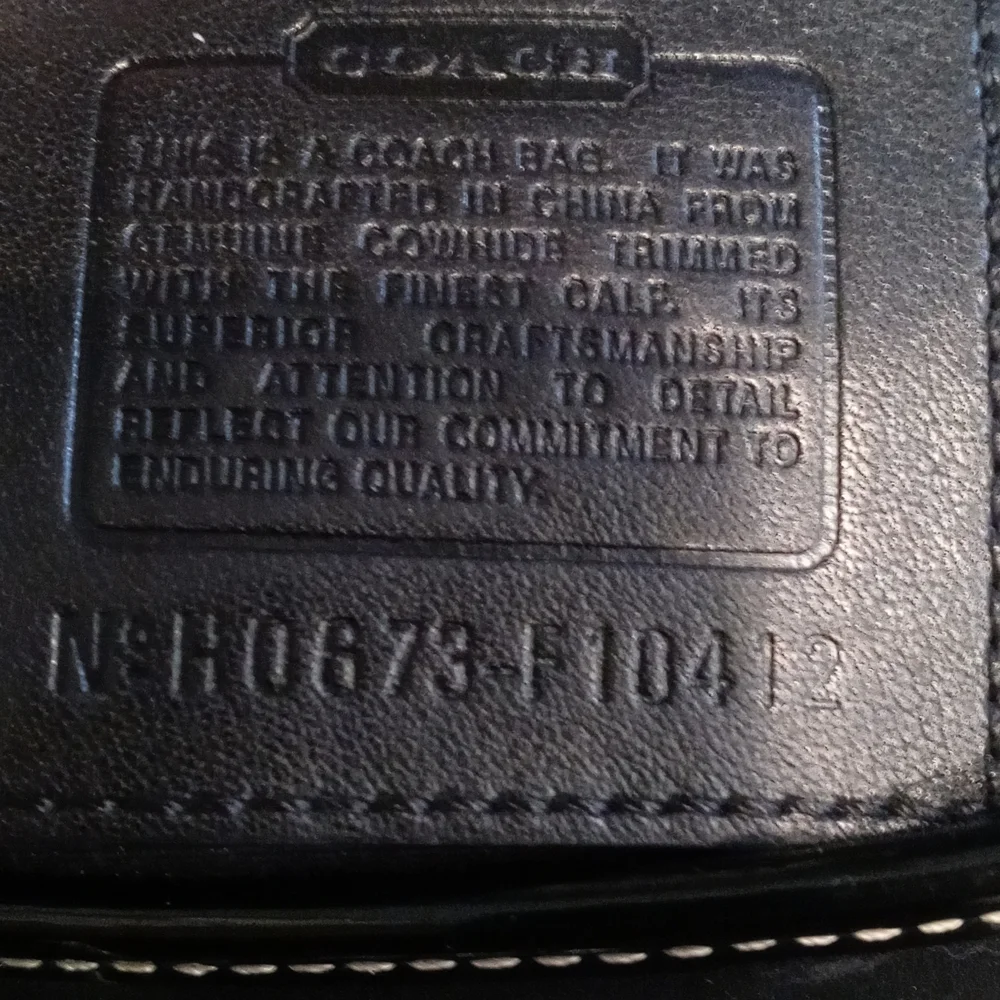 COACH
THIS IS A COACH BAG. IT WAS
HANDCRAFTED IN CHINA FROM
GENUINE COWHIDE TRIMMED
WITH THE FINEST CALF. ITS
SUPERIOR CRAFTSMANSHIP
AND ATTENTION TO DETAIL
REFLECT OUR COMMITMENT TO
ENDURING QUALITY.
Nº H0673-F10412